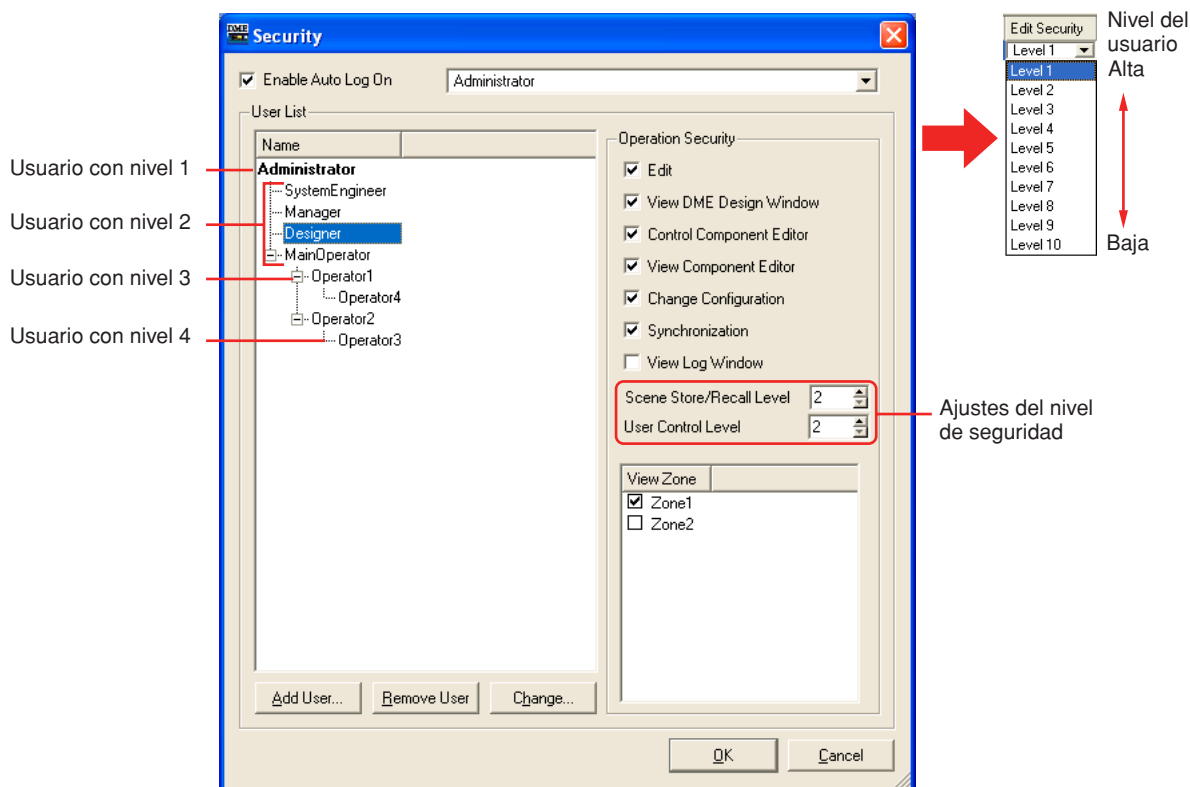 DME
Security
Enable Auto Log On
Administrator
User List
Name
Administrator
SystemEngineer
Manager
Designer
MainOperator
Operator1
Operator4
Operator2
Operator3
Add User...
Remove User
Change...
Operation Security
Edit
View DME Design Window
Control Component Editor
View Component Editor
Change Configuration
Synchronization
View Log Window
Scene Store/Recall Level 2
User Control Level 2
View Zone
Zone1
Zone2
OK
Cancel
Usuario con nivel 1
Usuario con nivel 2
Usuario con nivel 3
Usuario con nivel 4
Ajustes del nivel
de seguridad
Edit Security
Level 1
Level 1
Level 2
Level 3
Level 4
Level 5
Level 6
Level 7
Level 8
Level 9
Level 10
Nivel del
usuario
Alta
Baja